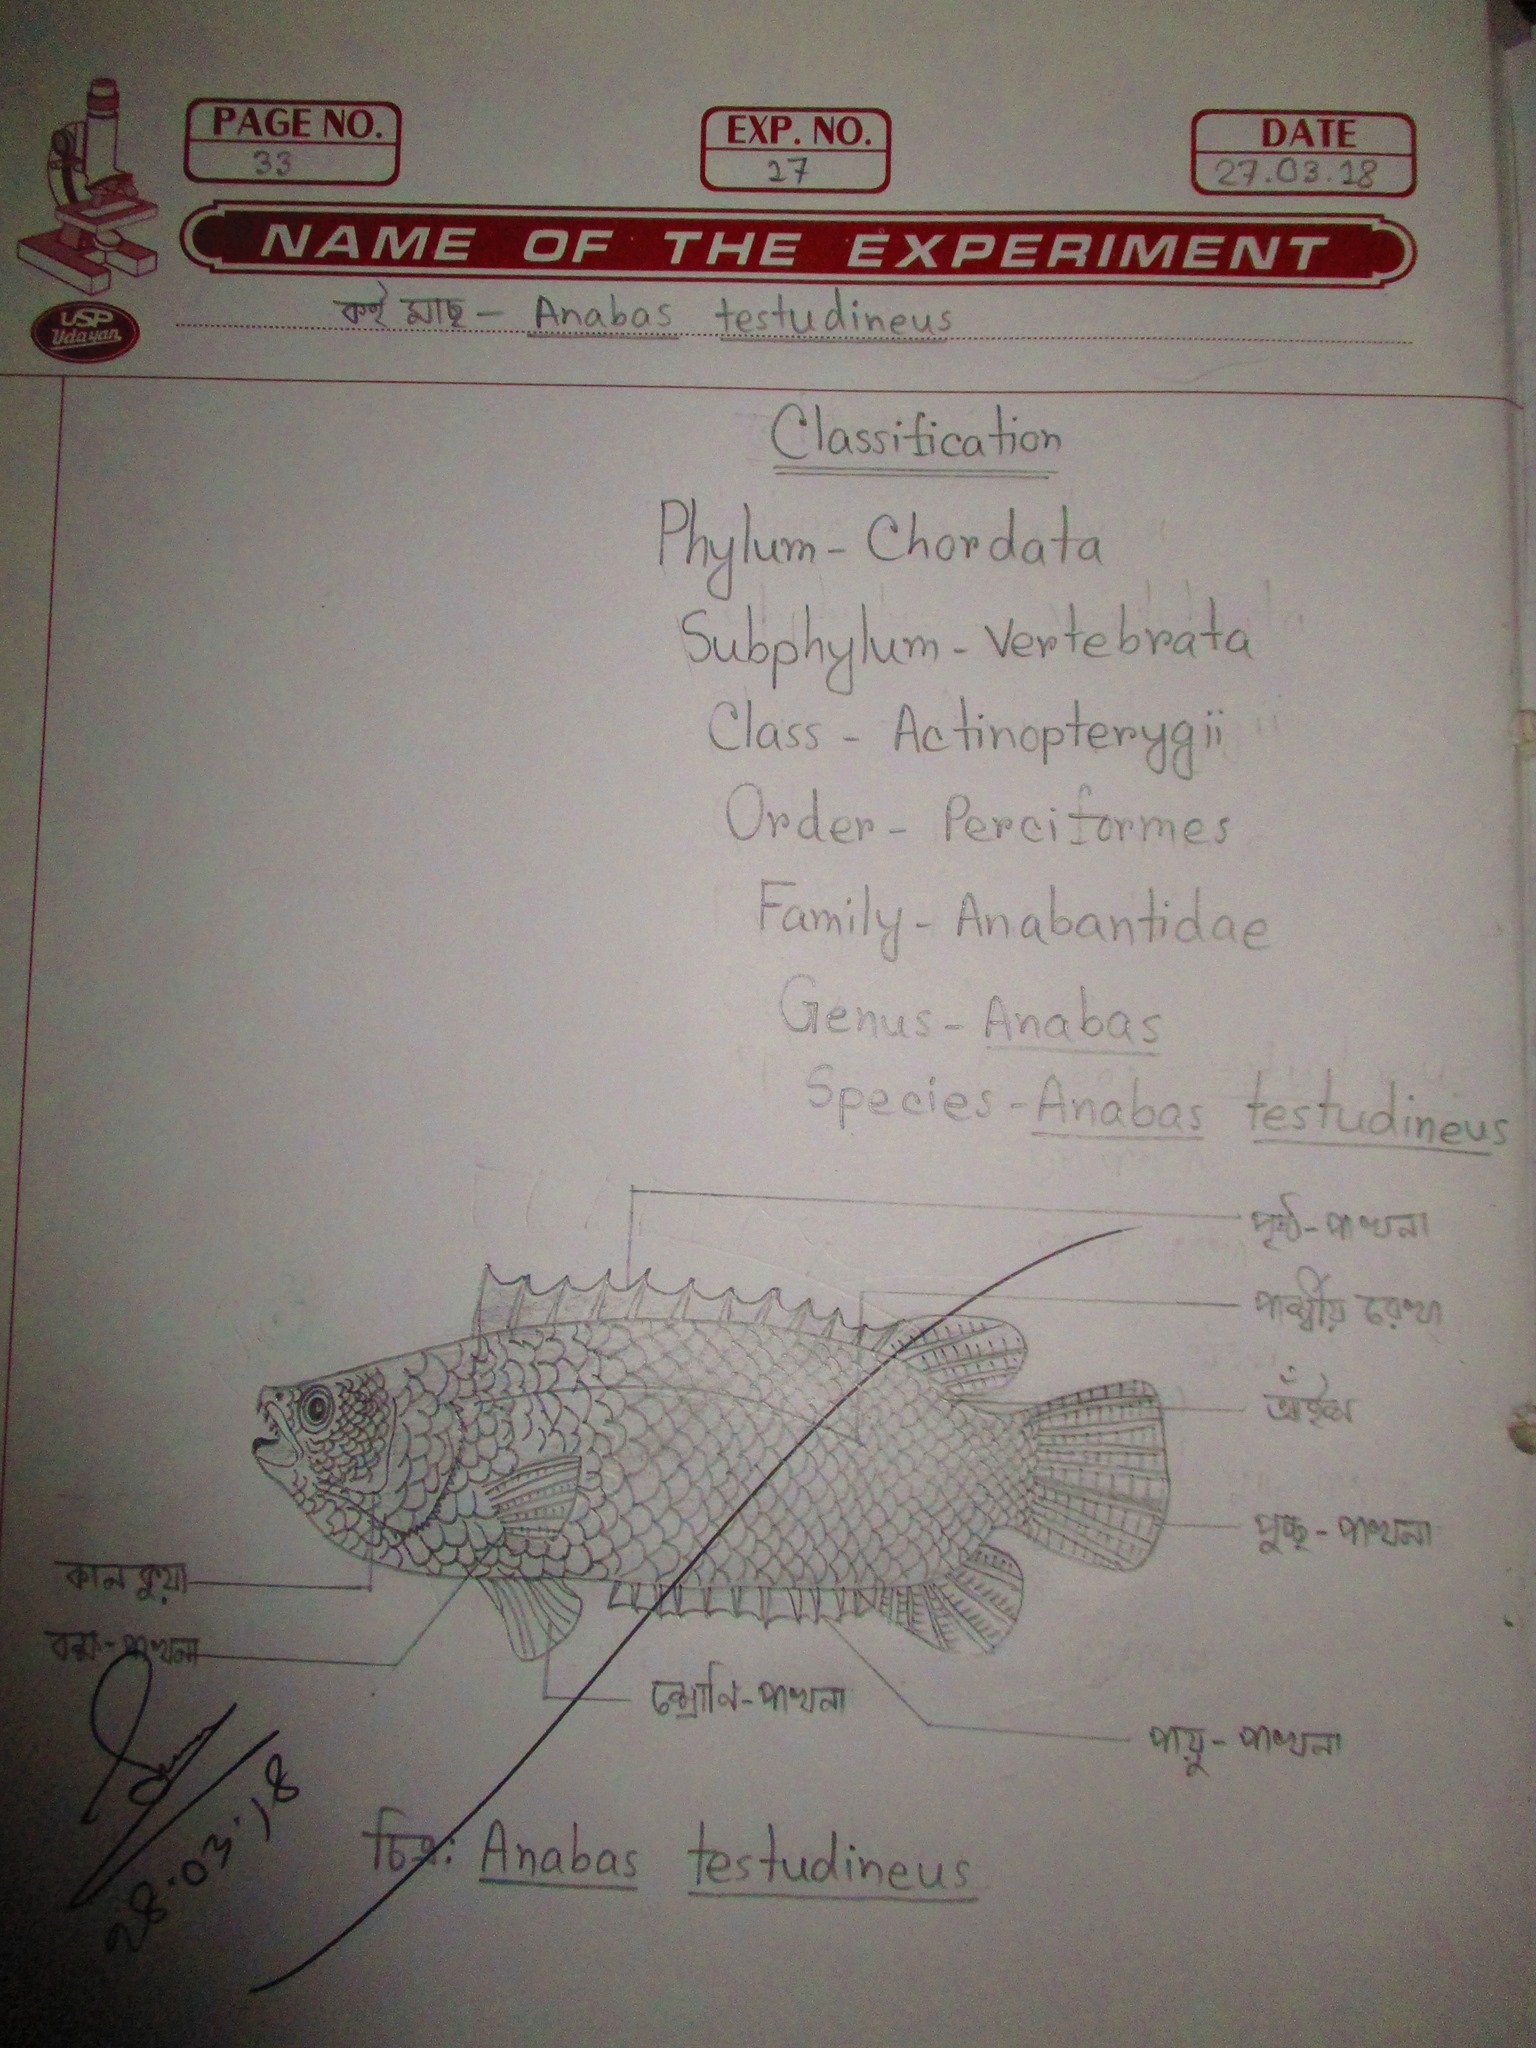 PAGE NO.
33
EXP. NO.
27
DATE
27.03.18
NAME OF THE EXPERIMENT
USP
Udayan
কই মাছ - Anabas testudineus
Classification
Phylum - Chordata
Subphylum - Vertebrata
Class - Actinopterygii
Order - Perciformes
Family - Anabantidae
Genus - Anabas
Species - Anabas testudineus
পৃষ্ঠ - পাখনা
পার্শ্বীয় রেখা
আঁইশ
পুচ্ছ - পাখনা
কানকুয়া
বক্ষ - পাখনা
শ্রোণি - পাখনা
পায়ু - পাখনা
28.03.18
চিত্র: Anabas testudineus